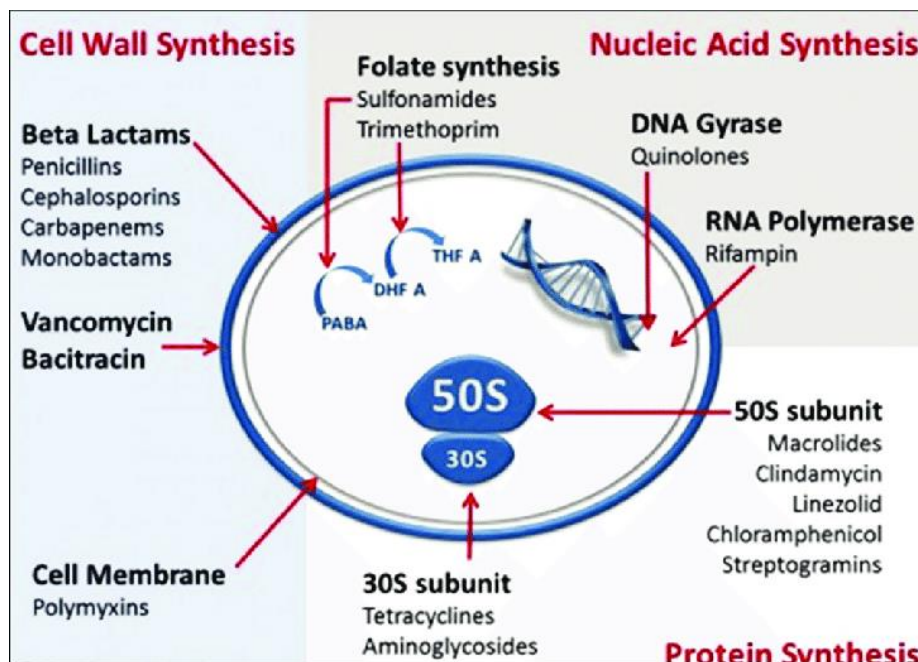 Cell Wall Synthesis
Nucleic Acid Synthesis
Folate synthesis
Sulfonamides
Trimethoprim
Beta Lactams
Penicillins
Cephalosporins
Carbapenems
Monobactams
DNA Gyrase
Quinolones
RNA Polymerase
Rifampin
THF A
DHF A
PABA
Vancomycin
Bacitracin
50S
30S
50S subunit
Macrolides
Clindamycin
Linezolid
Chloramphenicol
Streptogramins
Cell Membrane
Polymyxins
30S subunit
Tetracyclines
Aminoglycosides
Protein Synthesis